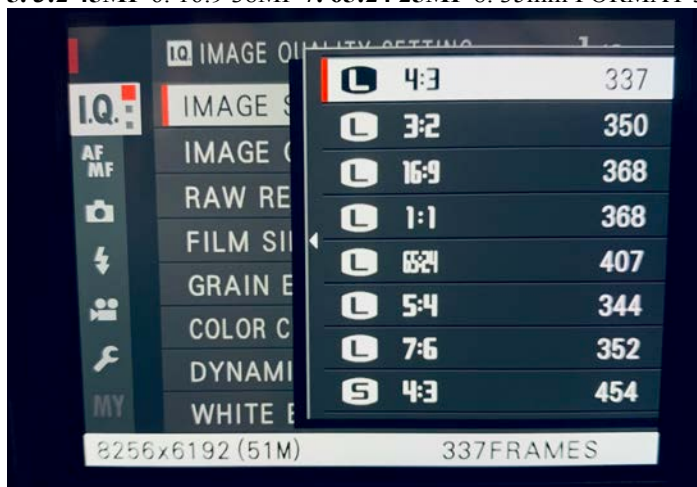 I.Q. IMAGE QUALITY SETTING
IMAGE S
IMAGE Q
RAW RE
FILM SI
GRAIN E
COLOR C
DYNAMI
WHITE B
I.Q.
AF
MF
MY
L 4:3 337
L 3:2 350
L 16:9 368
L 1:1 368
L 65:24 407
L 5:4 344
L 7:6 352
S 4:3 454
8256x6192(51M) 337FRAMES